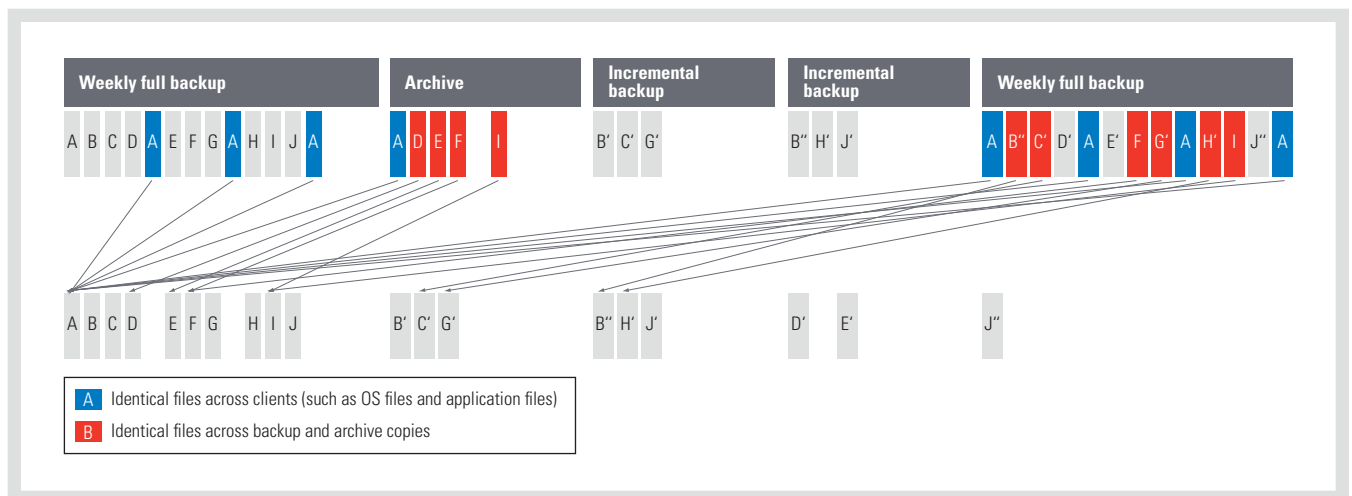 Weekly full backup
Archive
Incremental
backup
Incremental
backup
Weekly full backup
A B C D A E F G A H I J A
A D E F I
B‘ C‘ G‘
B‘‘ H‘ J‘
A B‘‘ C‘ D‘ A E‘ F G‘ A H‘ I J‘‘ A
A B C D E F G H I J
B‘ C‘ G‘
B‘‘ H‘ J‘
D‘ E‘
J‘‘
A Identical files across clients (such as OS files and application files)
B Identical files across backup and archive copies